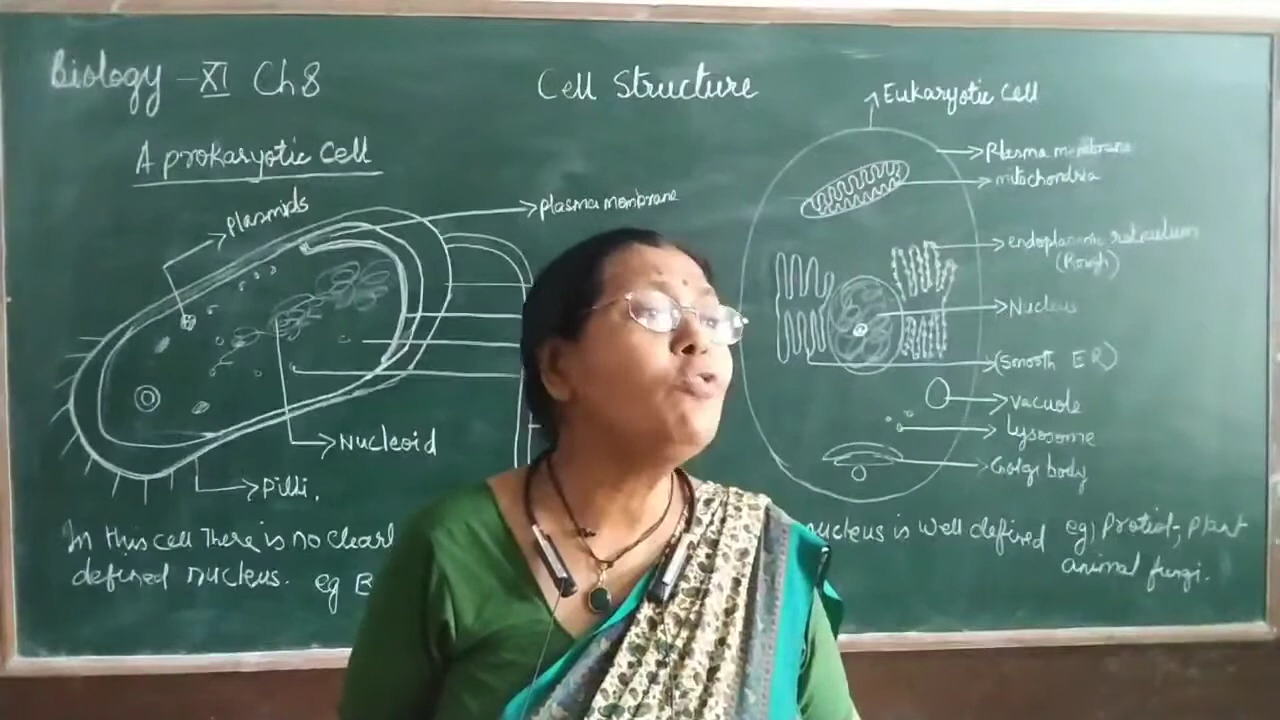 Biology - XI Ch 8
Cell Structure
A prokaryotic cell
plasmids
plasma membrane
Nucleoid
Pilli.
In this cell There is no clearl
defined nucleus. eg B
Eukaryotic cell
Plasma membrane
mitochondria
endoplasmic reticulum
(Rough)
Nucleus
(Smooth ER)
vacuole
Lysosome
Golgi body
nucleus is well defined eg, Protist, plant
animal fungi.